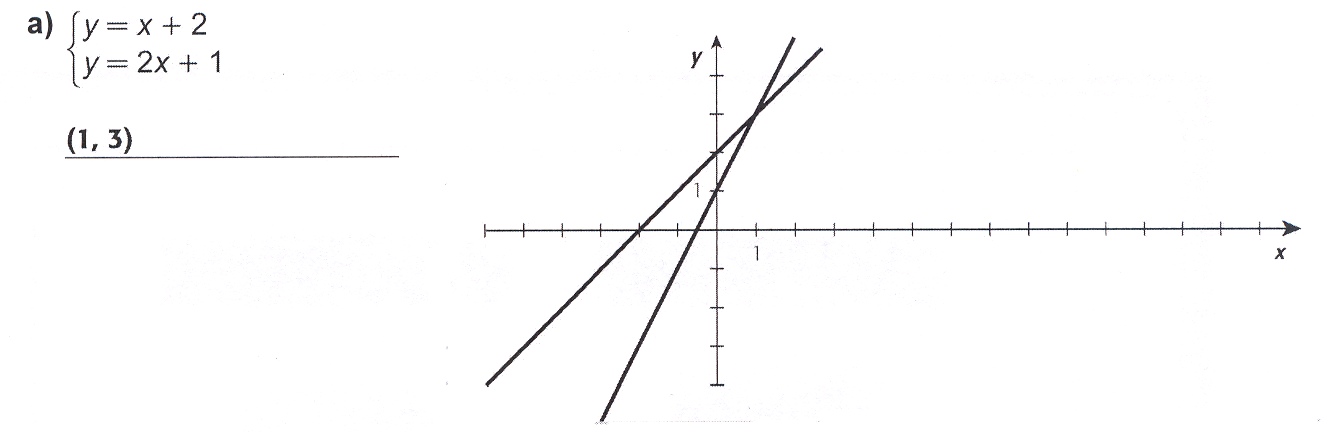 a) y = x + 2
y = 2x + 1
(1, 3)
y
1
1
x